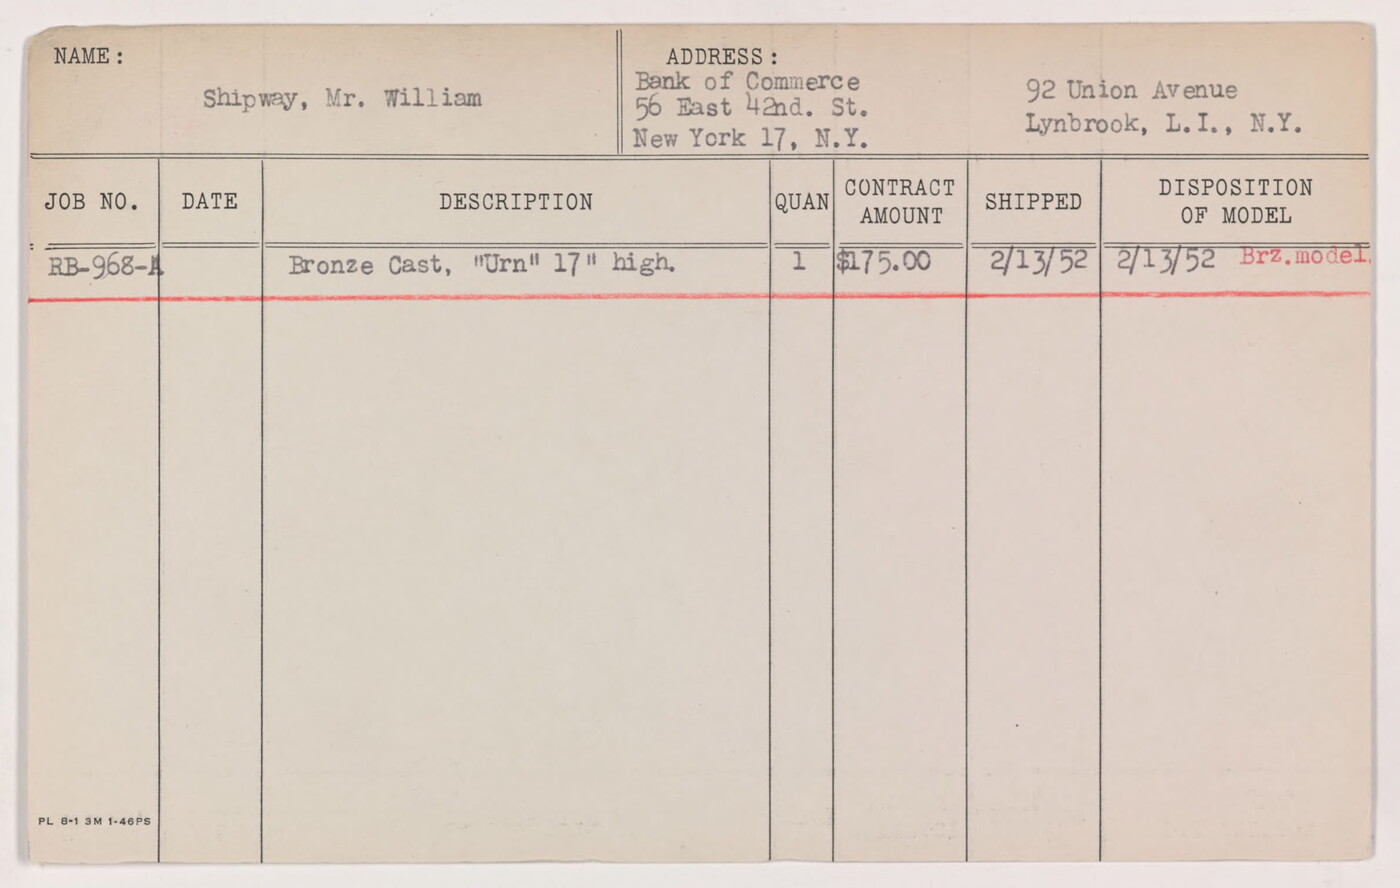 NAME:
Shipway, Mr. William
ADDRESS:
Bank of Commerce
56 East 42nd. St.
New York 17, N.Y.
92 Union Avenue
Lynbrook, L.I., N.Y.
JOB NO. DATE DESCRIPTION QUAN CONTRACT AMOUNT SHIPPED DISPOSITION OF MODEL
RB-968-A Bronze Cast, "Urn" 17" high. 1 $175.00 2/13/52 2/13/52 Brz.model.
PL 8-1 3M 1-46PS